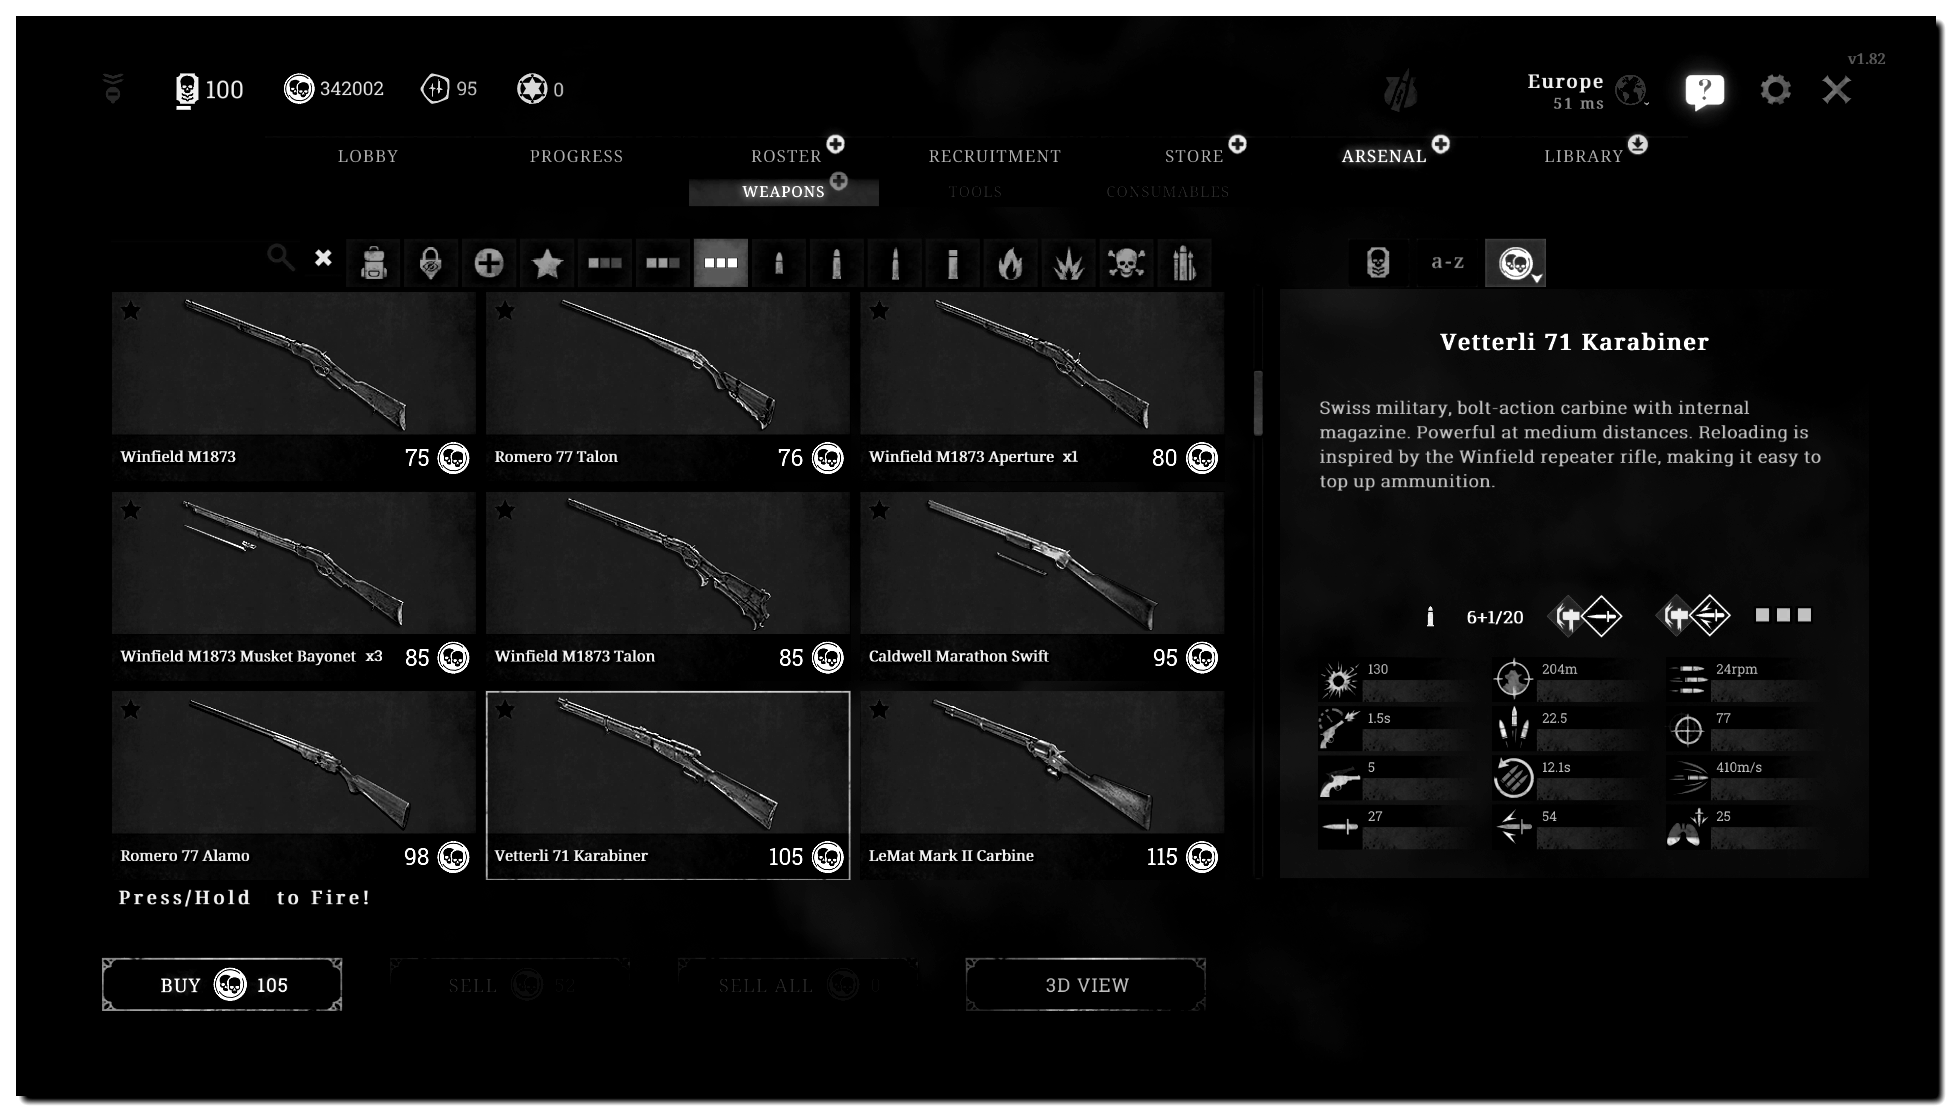 v1.82
100 342002 95 0 Europe
51 ms
?
LOBBY PROGRESS ROSTER RECRUITMENT STORE ARSENAL LIBRARY
WEAPONS TOOLS CONSUMABLES
a-z
Winfield M1873 75
Romero 77 Talon 76
Winfield M1873 Aperture x1 80
Winfield M1873 Musket Bayonet x3 85
Winfield M1873 Talon 85
Caldwell Marathon Swift 95
Romero 77 Alamo 98
Vetterli 71 Karabiner 105
LeMat Mark II Carbine 115
Press/Hold to Fire!
BUY 105
SELL 52
SELL ALL 0
3D VIEW
Vetterli 71 Karabiner
Swiss military, bolt-action carbine with internal
magazine. Powerful at medium distances. Reloading is
inspired by the Winfield repeater rifle, making it easy to
top up ammunition.
6+1/20
130 204m 24rpm
1.5s 22.5 77
5 12.1s 410m/s
27 54 25